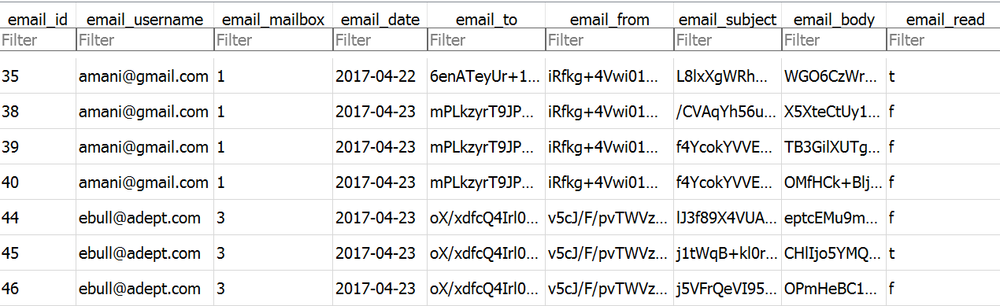 email_id email_username email_mailbox email_date email_to email_from email_subject email_body email_read
Filter Filter Filter Filter Filter Filter Filter Filter Filter
35 amani@gmail.com 1 2017-04-22 6enATeyUr+1... iRfkg+4Vwi01... L8lxXgWRh... WGO6CzWr... t
38 amani@gmail.com 1 2017-04-23 mPLkzyrT9JP... iRfkg+4Vwi01... /CVAqYh56u... X5XteCtUy1... f
39 amani@gmail.com 1 2017-04-23 mPLkzyrT9JP... iRfkg+4Vwi01... f4YcokYVVE... TB3GilXUTg... f
40 amani@gmail.com 1 2017-04-23 mPLkzyrT9JP... iRfkg+4Vwi01... f4YcokYVVE... OMfHCk+Blj... f
44 ebull@adept.com 3 2017-04-23 oX/xdfcQ4Irl0... v5cJ/F/pvTWVz... lJ3f89X4VUA... eptcEMu9m... f
45 ebull@adept.com 3 2017-04-23 oX/xdfcQ4Irl0... v5cJ/F/pvTWVz... j1tWqB+kl0r... CHlIjo5YMQ... t
46 ebull@adept.com 3 2017-04-23 oX/xdfcQ4Irl0... v5cJ/F/pvTWVz... j5VFrQeVI95... OPmHeBC1... f